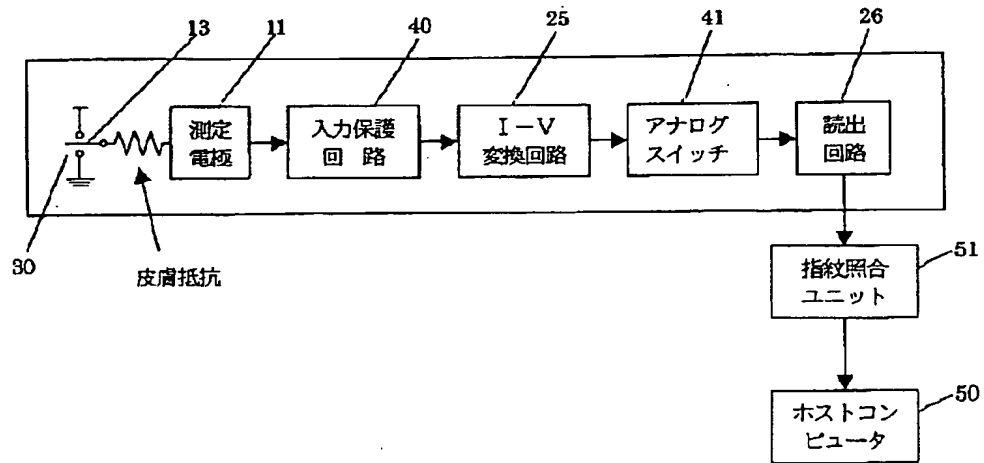 13
11
40
25
41
26
測定
電極
入力保護
回 路
I－V
変換回路
アナログ
スイッチ
読出
回路
30
皮膚抵抗
指紋照合
ユニット
51
ホストコン
ピュータ
50